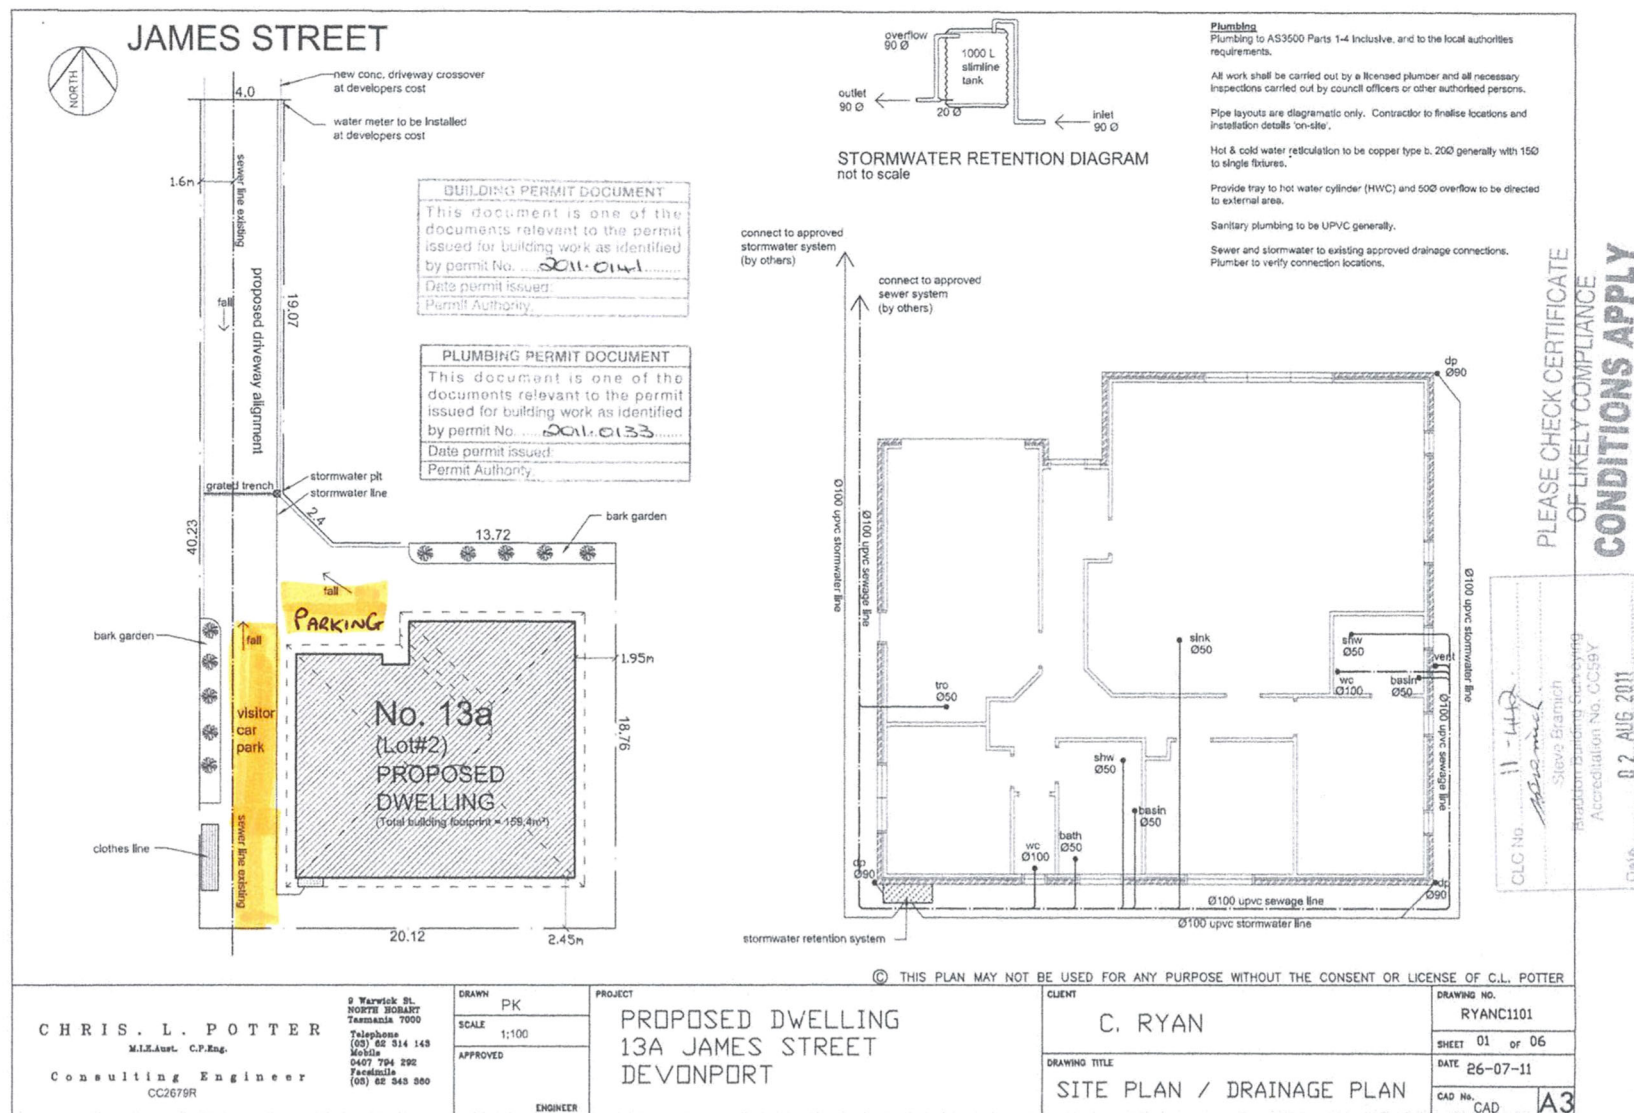 JAMES STREET
NORTH
4.0
new conc. driveway crossover
at developers cost
water meter to be installed
at developers cost
1.6m
sewer line existing
proposed driveway alignment
fall
19.07
grated trench
stormwater pit
stormwater line
2.4
40.23
13.72
bark garden
fall
PARKING
bark garden
fall
visitor
car
park
1.95m
18.76
No. 13a
(Lot#2)
PROPOSED
DWELLING
(Total building footprint = 159.4m²)
clothes line
sewer line existing
20.12
2.45m
BUILDING PERMIT DOCUMENT
This document is one of the
documents relevant to the permit
issued for building work as identified
by permit No. 2011-0141
Date permit issued:
Permit Authority:
PLUMBING PERMIT DOCUMENT
This document is one of the
documents relevant to the permit
issued for building work as identified
by permit No. 2011-0133
Date permit issued:
Permit Authority:
overflow
90 Ø
1000 L
slimline
tank
outlet
90 Ø
20 Ø
inlet
90 Ø
STORMWATER RETENTION DIAGRAM
not to scale
Plumbing
Plumbing to AS3500 Parts 1-4 inclusive, and to the local authorities
requirements.
All work shall be carried out by a licensed plumber and all necessary
inspections carried out by council officers or other authorised persons.
Pipe layouts are diagramatic only. Contractior to finalise locations and
installation details 'on-site'.
Hot & cold water reticulation to be copper type b. 20Ø generally with 15Ø
to single fixtures.
Provide tray to hot water cylinder (HWC) and 50Ø overflow to be directed
to external area.
Sanitary plumbing to be UPVC generally.
Sewer and stormwater to existing approved drainage connections.
Plumber to verify connection locations.
connect to approved
stormwater system
(by others)
connect to approved
sewer system
(by others)
dp
Ø90
Ø100 upvc stormwater line
Ø100 upvc sewage line
Ø100 upvc stormwater line
sink
Ø50
shw
Ø50
vent
wc
Ø100
basin
Ø50
tro
Ø50
Ø100 upvc sewage line
shw
Ø50
basin
Ø50
wc
Ø100
bath
Ø50
dp
Ø90
dp
Ø90
Ø100 upvc sewage line
Ø100 upvc stormwater line
stormwater retention system
PLEASE CHECK CERTIFICATE
OF LIKELY COMPLIANCE
CONDITIONS APPLY
CLC No.
Steve Bramich
Building Surveying
Accreditation No. CC59Y
02 AUG 2011
© THIS PLAN MAY NOT BE USED FOR ANY PURPOSE WITHOUT THE CONSENT OR LICENSE OF C.L. POTTER
CHRIS. L. POTTER
M.I.E.Aust. C.P.Eng.
Consulting Engineer
CC2679R
9 Warwick St.
NORTH HOBART
Tasmania 7000
Telephone
(03) 62 314 143
Mobile
0407 794 292
Facsimile
(03) 62 343 360
DRAWN
PK
SCALE
1:100
APPROVED
ENGINEER
PROJECT
PROPOSED DWELLING
13A JAMES STREET
DEVONPORT
CLIENT
C. RYAN
DRAWING TITLE
SITE PLAN / DRAINAGE PLAN
DRAWING NO.
RYANC1101
SHEET 01 OF 06
DATE 26-07-11
CAD No.
CAD
A3